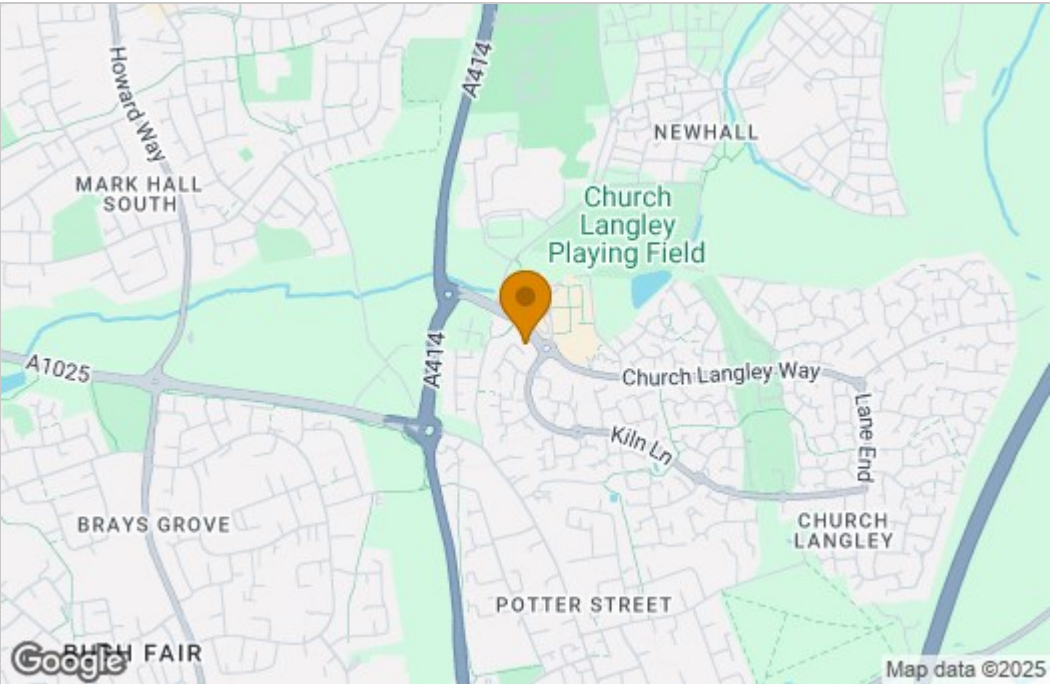 A414
Howard Way
NEWHALL
MARK HALL
SOUTH
Church
Langley
Playing Field
A414
A1025
Church Langley Way
Lane End
Kiln Ln
BRAYS GROVE
CHURCH
LANGLEY
POTTER STREET
FAIR
Google
Map data ©2025